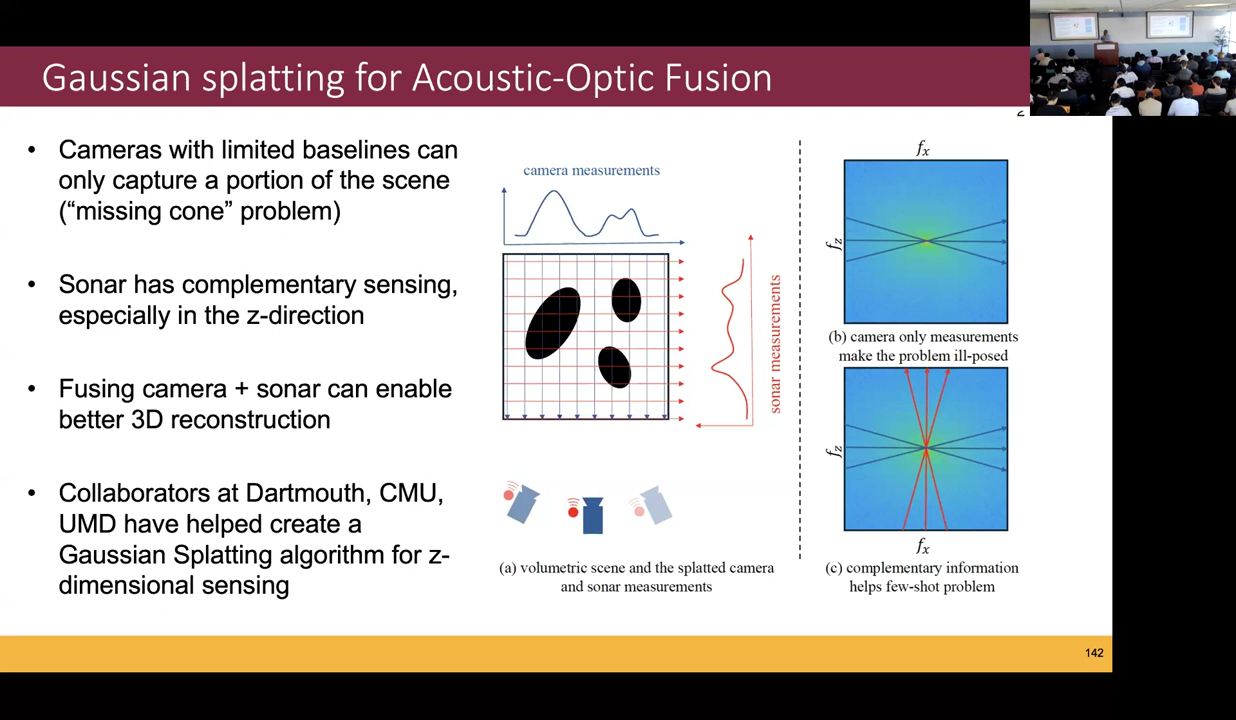 Gaussian splatting for Acoustic-Optic Fusion
• Cameras with limited baselines can
only capture a portion of the scene
(“missing cone” problem)
• Sonar has complementary sensing,
especially in the z-direction
• Fusing camera + sonar can enable
better 3D reconstruction
• Collaborators at Dartmouth, CMU,
UMD have helped create a
Gaussian Splatting algorithm for z-
dimensional sensing
camera measurements
sonar measurements
(a) volumetric scene and the splatted camera
and sonar measurements
fx
fz
(b) camera only measurements
make the problem ill-posed
fz
fx
(c) complementary information
helps few-shot problem
142